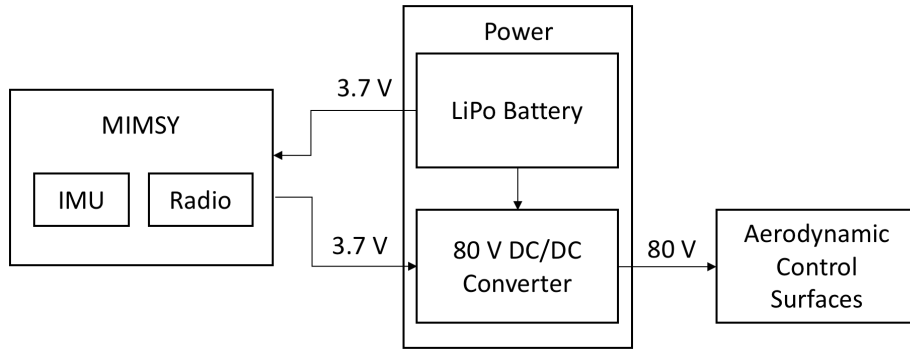 Power
3.7 V
LiPo Battery
MIMSY
IMU
Radio
3.7 V
80 V DC/DC
Converter
80 V
Aerodynamic
Control
Surfaces